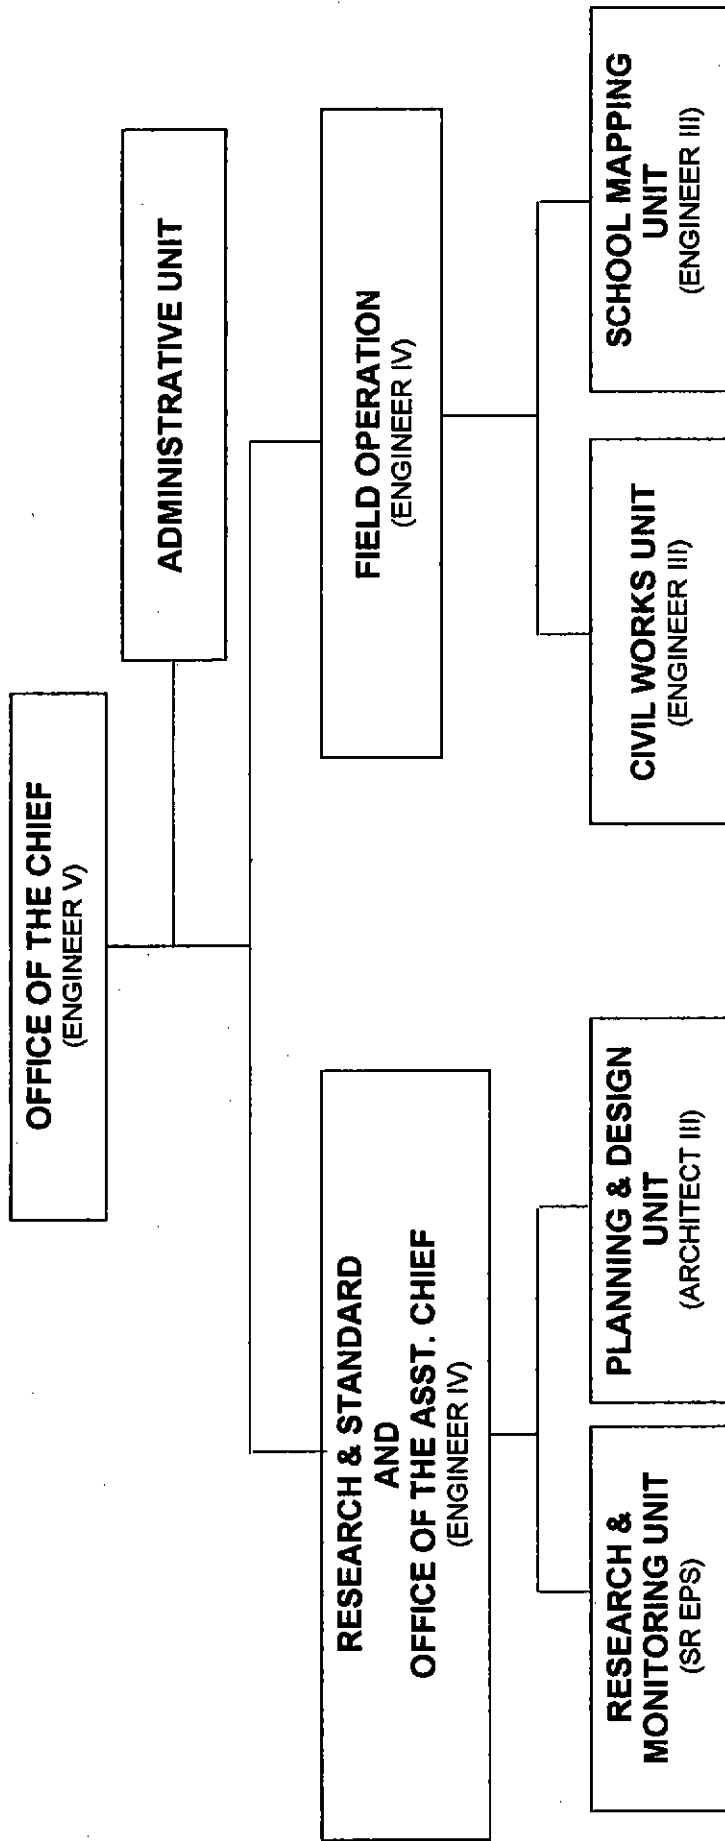 OFFICE OF THE CHIEF
(ENGINEER V)
ADMINISTRATIVE UNIT
RESEARCH & STANDARD
AND
OFFICE OF THE ASST. CHIEF
(ENGINEER IV)
FIELD OPERATION
(ENGINEER IV)
RESEARCH &
MONITORING UNIT
(SR EPS)
PLANNING & DESIGN
UNIT
(ARCHITECT III)
CIVIL WORKS UNIT
(ENGINEER III)
SCHOOL MAPPING
UNIT
(ENGINEER III)